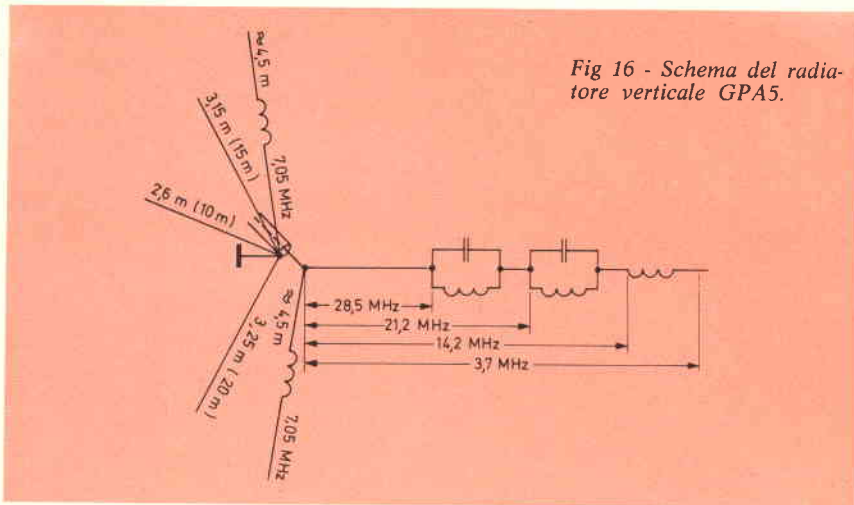 Fig 16 - Schema del radia-
tore verticale GPA5.
≈ 4,5 m
3,15 m (15 m)
7,05 MHz
2,6 m (10 m)
28,5 MHz
21,2 MHz
14,2 MHz
3,7 MHz
≈ 4,5 m
3,25 m (20 m)
7,05 MHz